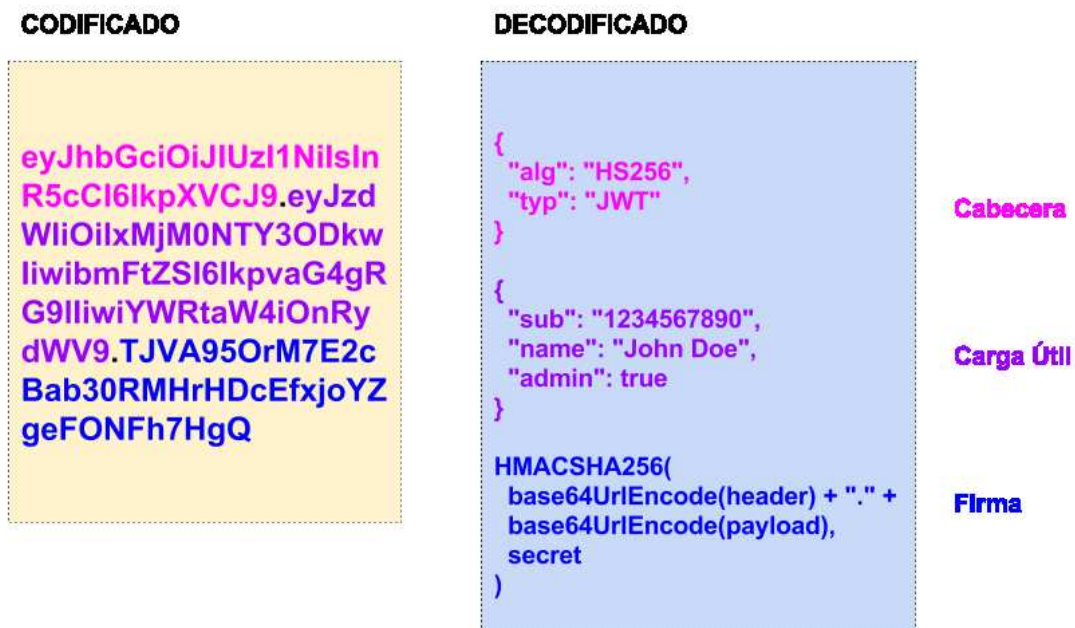 CODIFICADO
eyJhbGciOiJIUzI1NiIsIn
R5cCI6IkpXVCJ9.eyJzd
WIiOiIxMjM0NTY3ODkw
IiwibmFtZSI6IkpvaG4gR
G9lIiwiYWRtaW4iOnRy
dWV9.TJVA95OrM7E2c
Bab30RMHrHDcEfxjoYZ
geFONFh7HgQ
DECODIFICADO
{
"alg": "HS256",
"typ": "JWT"
}
Cabecera
{
"sub": "1234567890",
"name": "John Doe",
"admin": true
}
Carga Útil
HMACSHA256(
base64UrlEncode(header) + "." +
base64UrlEncode(payload),
secret
)
Firma